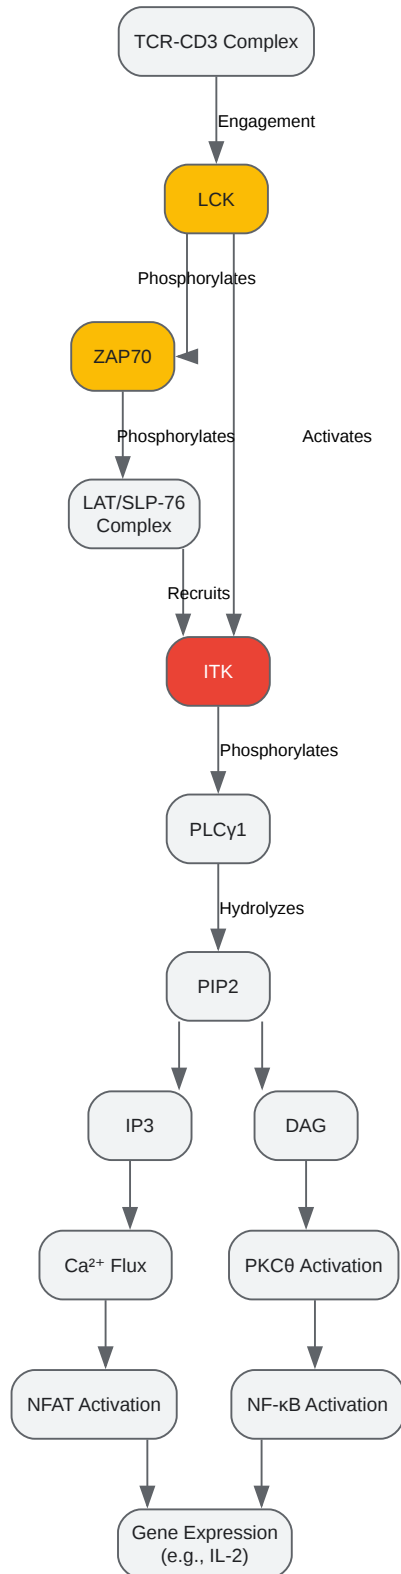 TCR-CD3 Complex
Engagement
LCK
Phosphorylates
ZAP70
Phosphorylates
Activates
LAT/SLP-76
Complex
Recruits
ITK
Phosphorylates
PLCγ1
Hydrolyzes
PIP2
IP3
DAG
Ca²⁺ Flux
PKCθ Activation
NFAT Activation
NF-κB Activation
Gene Expression
(e.g., IL-2)